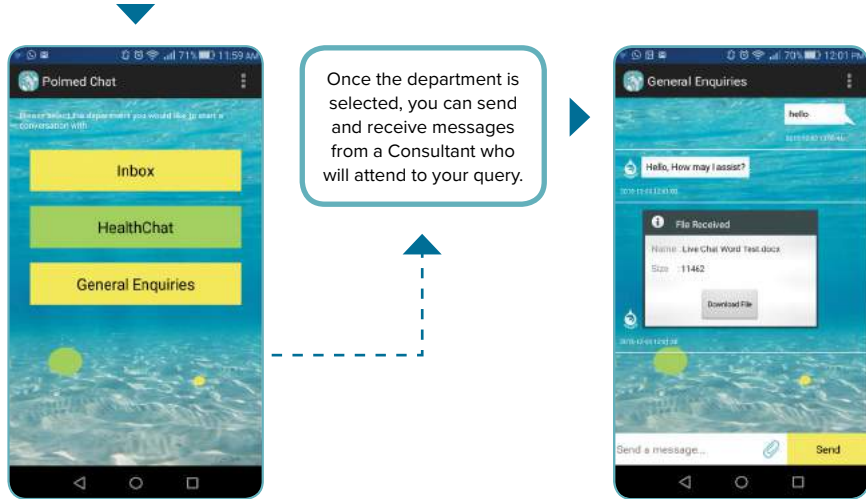 71% 11:59 AM
Polmed Chat
Please select the department you would like to start a
conversation with
Inbox
HealthChat
General Enquiries
Once the department is
selected, you can send
and receive messages
from a Consultant who
will attend to your query.
70% 12:01 PM
General Enquiries
hello
Hello, How may I assist?
File Received
Name : Live Chat Word Test.docx
Size : 11462
Download File
Send a message...
Send